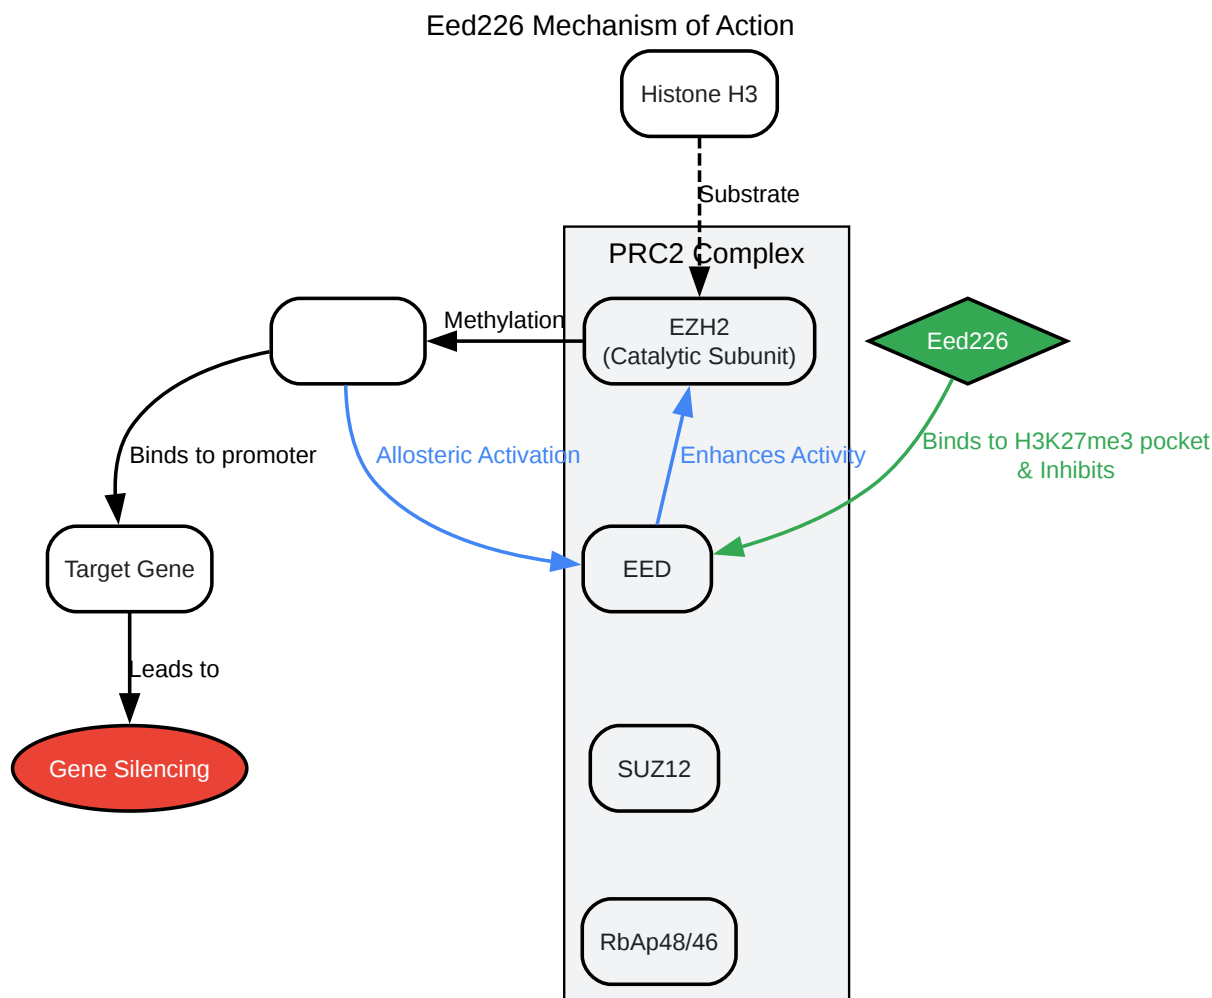 Eed226 Mechanism of Action
Histone H3
Substrate
PRC2 Complex
Methylation
EZH2
(Catalytic Subunit)
Eed226
Binds to promoter
Allosteric Activation
Enhances Activity
Binds to H3K27me3 pocket
& Inhibits
Target Gene
EED
Leads to
Gene Silencing
SUZ12
RbAp48/46